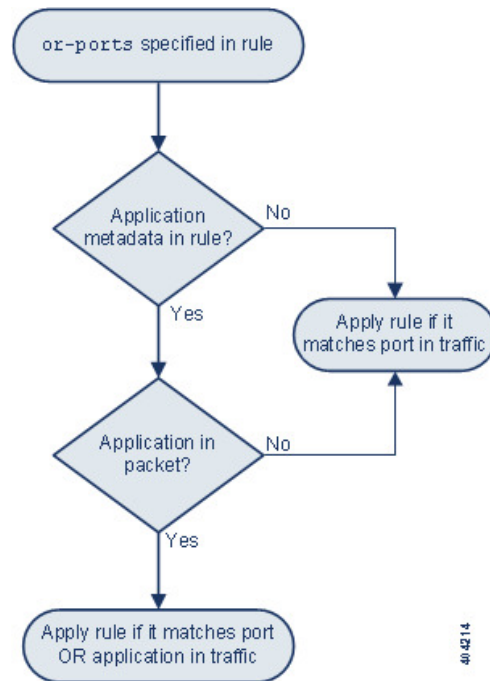 or-ports specified in rule
Application
metadata in rule?
No
Yes
Apply rule if it
matches port in traffic
Application in
packet?
No
Yes
Apply rule if it matches port
OR application in traffic
404214